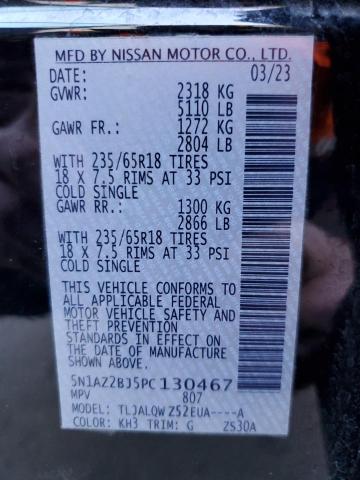 MFD BY NISSAN MOTOR CO., LTD.
DATE: 03/23
GVWR: 2318 KG
5110 LB
GAWR FR.: 1272 KG
2804 LB
WITH 235/65R18 TIRES
18 X 7.5 RIMS AT 33 PSI
COLD SINGLE
GAWR RR.: 1300 KG
2866 LB
WITH 235/65R18 TIRES
18 X 7.5 RIMS AT 33 PSI
COLD SINGLE
THIS VEHICLE CONFORMS TO
ALL APPLICABLE FEDERAL
MOTOR VEHICLE SAFETY AND
THEFT PREVENTION
STANDARDS IN EFFECT ON
THE DATE OF MANUFACTURE
SHOWN ABOVE.
5N1AZ2BJ5PC130467
MPV 807
MODEL: TLJALQW Z52EUA----A
COLOR: KH3 TRIM: G ZS30A